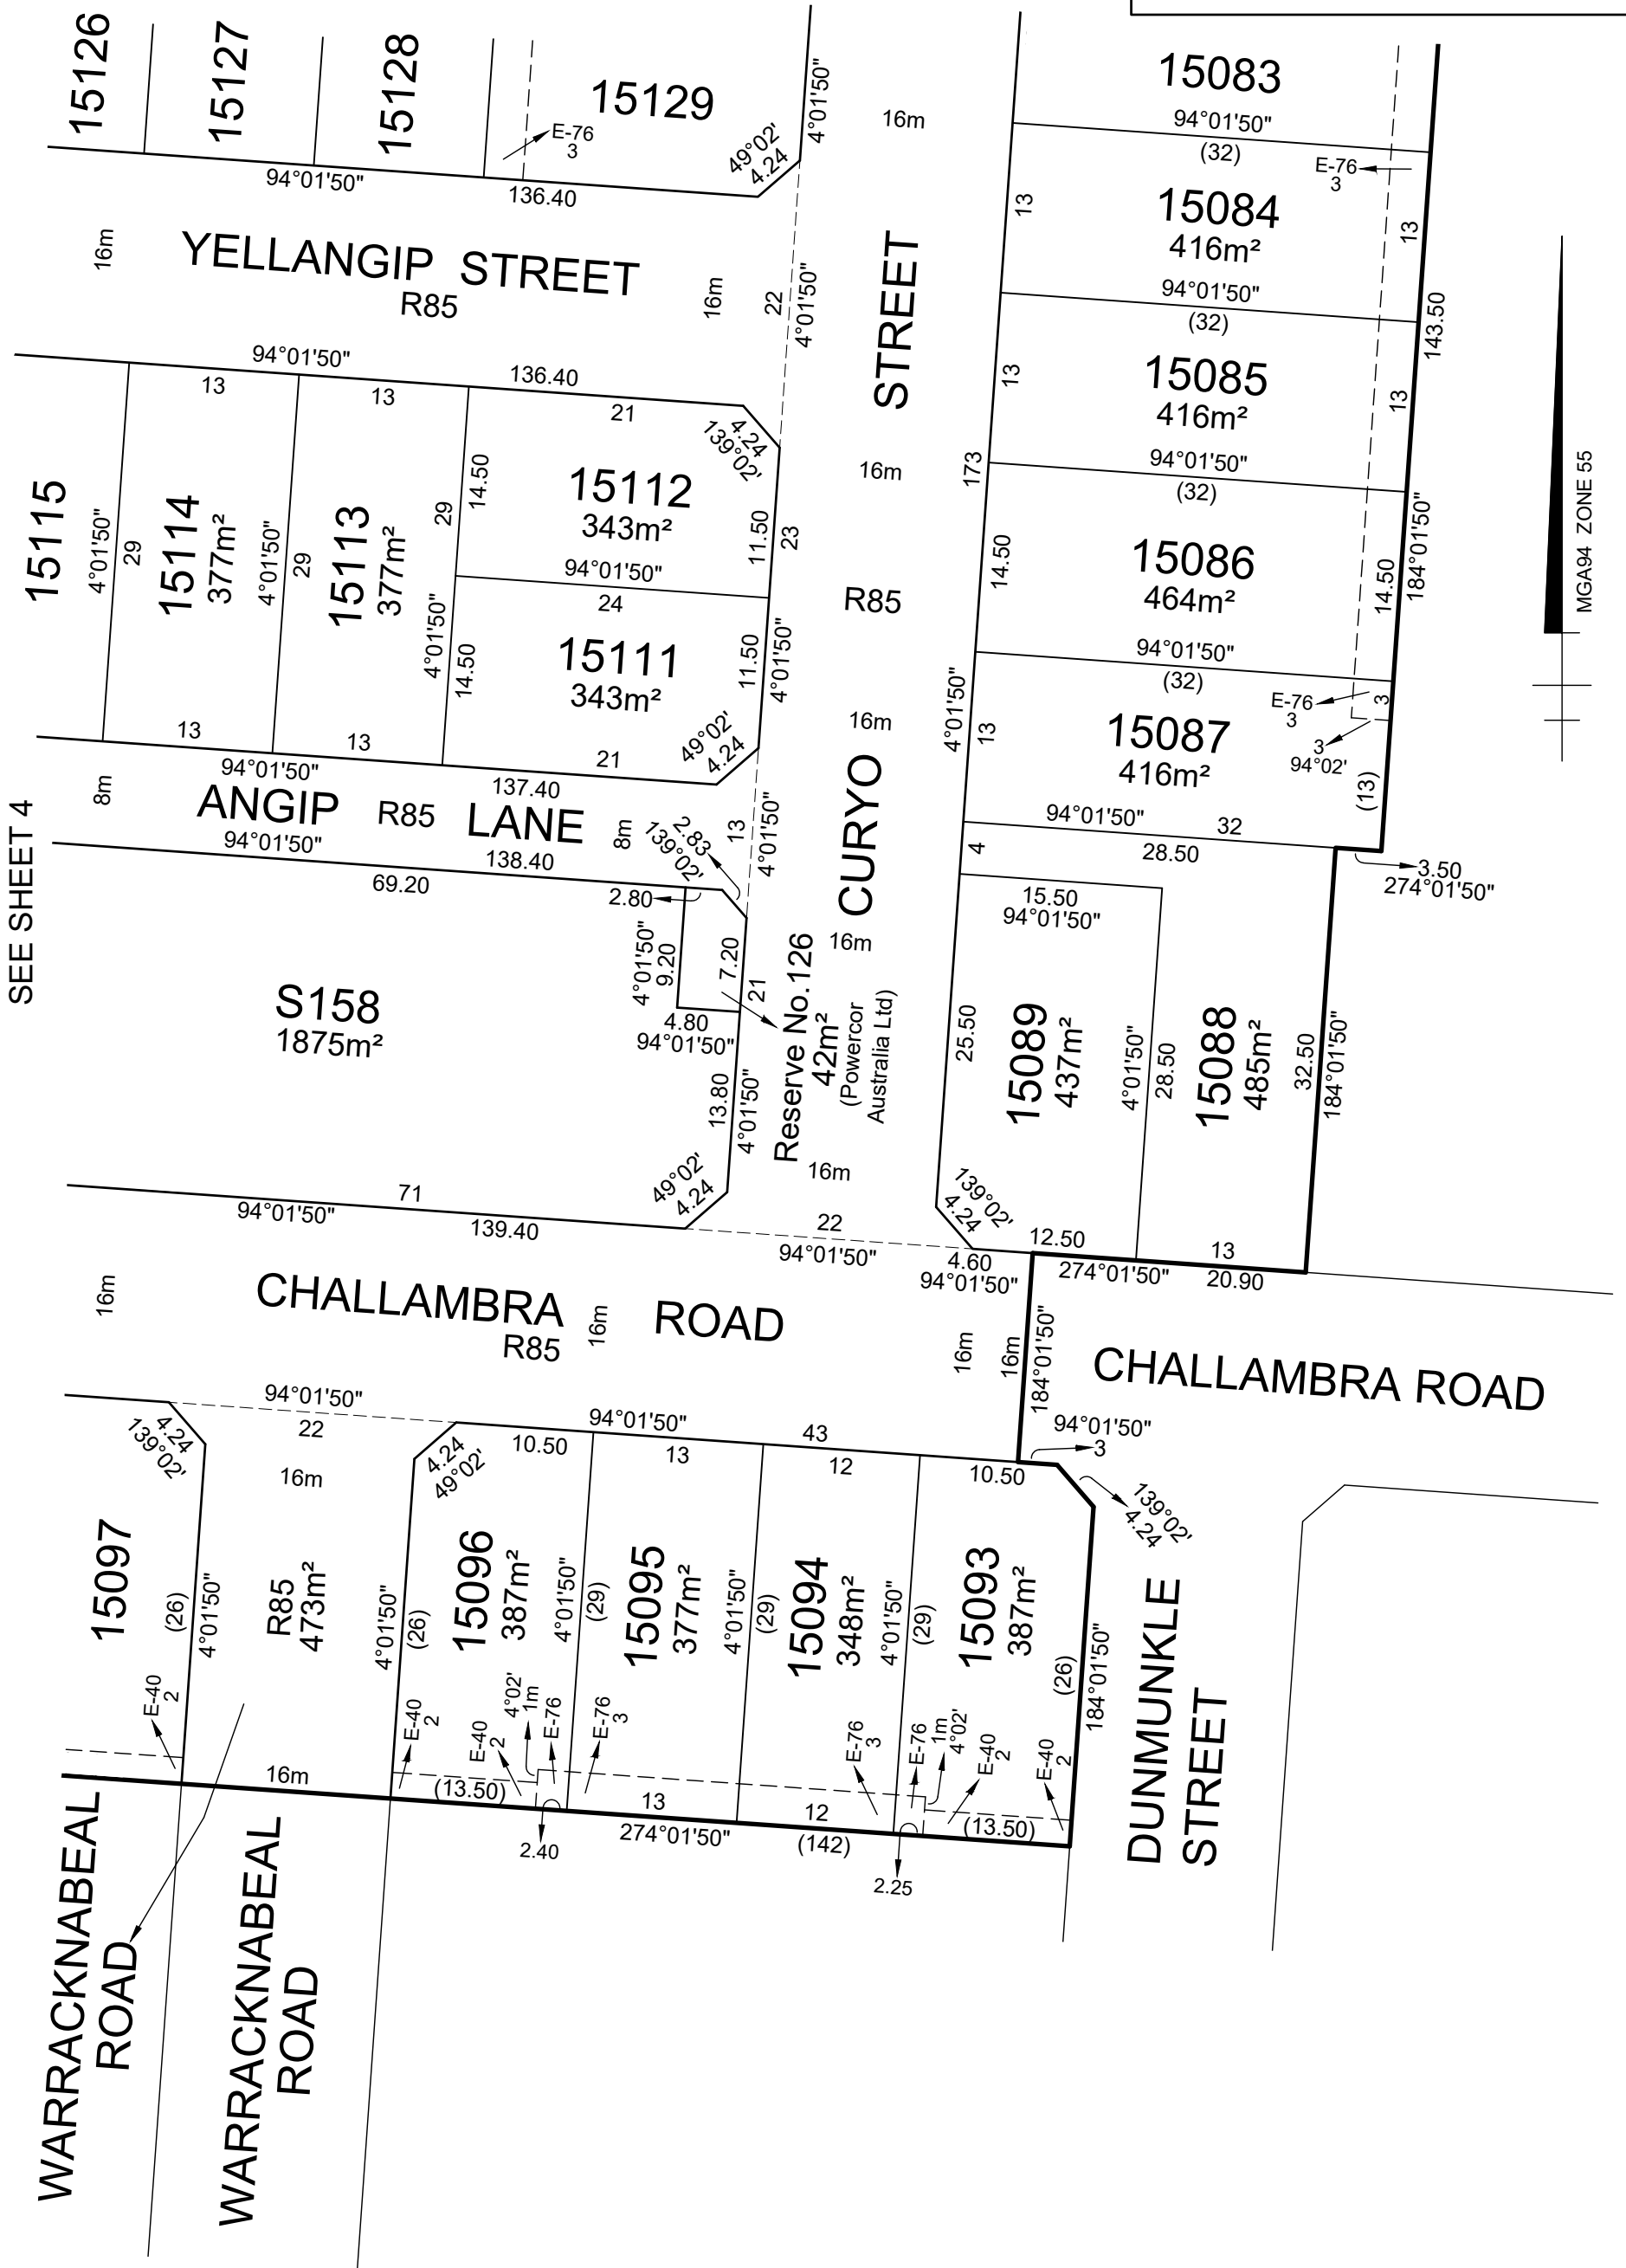 15126
15127
15128
15129
E-76
3
49°02'
4.24
4°01'50"
16m
94°01'50"
136.40
15083
94°01'50"
(32)
E-76
3
15084
416m²
13
13
94°01'50"
(32)
143.50
16m
YELLANGIP STREET
R85
16m
22
4°01'50"
STREET
15085
416m²
13
13
94°01'50"
(32)
94°01'50"
136.40
13
13
21
4.24
139°02'
16m
173
15115
4°01'50"
29
15114
377m²
4°01'50"
29
15113
377m²
29
14.50
15112
343m²
11.50
23
94°01'50"
24
4°01'50"
14.50
15111
343m²
11.50
4°01'50"
49°02'
4.24
R85
14.50
15086
464m²
14.50
184°01'50"
94°01'50"
(32)
MGA94 ZONE 55
16m
4°01'50"
13
15087
416m²
E-76
3
3
3
94°02'
(13)
94°01'50"
32
13
13
21
94°01'50"
137.40
8m
ANGIP
R85
LANE
8m
2.83
139°02'
13
4°01'50"
CURYO
94°01'50"
138.40
69.20
2.80
4
28.50
3.50
274°01'50"
15.50
94°01'50"
SEE SHEET 4
S158
1875m²
4°01'50"
9.20
7.20
21
4.80
94°01'50"
13.80
4°01'50"
16m
Reserve No.126
42m²
(Powercor
Australia Ltd)
25.50
15089
437m²
4°01'50"
28.50
15088
485m²
32.50
184°01'50"
16m
49°02'
4.24
71
94°01'50"
139.40
22
94°01'50"
139°02'
4.24
12.50
4.60
94°01'50"
274°01'50"
13
20.90
16m
CHALLAMBRA
R85
16m
ROAD
16m
16m
184°01'50"
CHALLAMBRA ROAD
94°01'50"
3
139°02'
4.24
94°01'50"
22
4.24
139°02'
16m
4.24
49°02'
10.50
94°01'50"
13
43
12
10.50
15097
(26)
4°01'50"
R85
473m²
4°01'50"
(26)
15096
387m²
4°01'50"
(29)
15095
377m²
4°01'50"
(29)
15094
348m²
4°01'50"
(29)
15093
387m²
(26)
184°01'50"
E-40
2
E-40
2
E-40
2
4°02'
1m
E-76
E-76
3
E-76
3
E-76
1m
4°02'
E-40
2
E-40
2
DUNMUNKLE
STREET
16m
(13.50)
2.40
13
274°01'50"
12
(142)
2.25
(13.50)
WARRACKNABEAL
ROAD
WARRACKNABEAL
ROAD